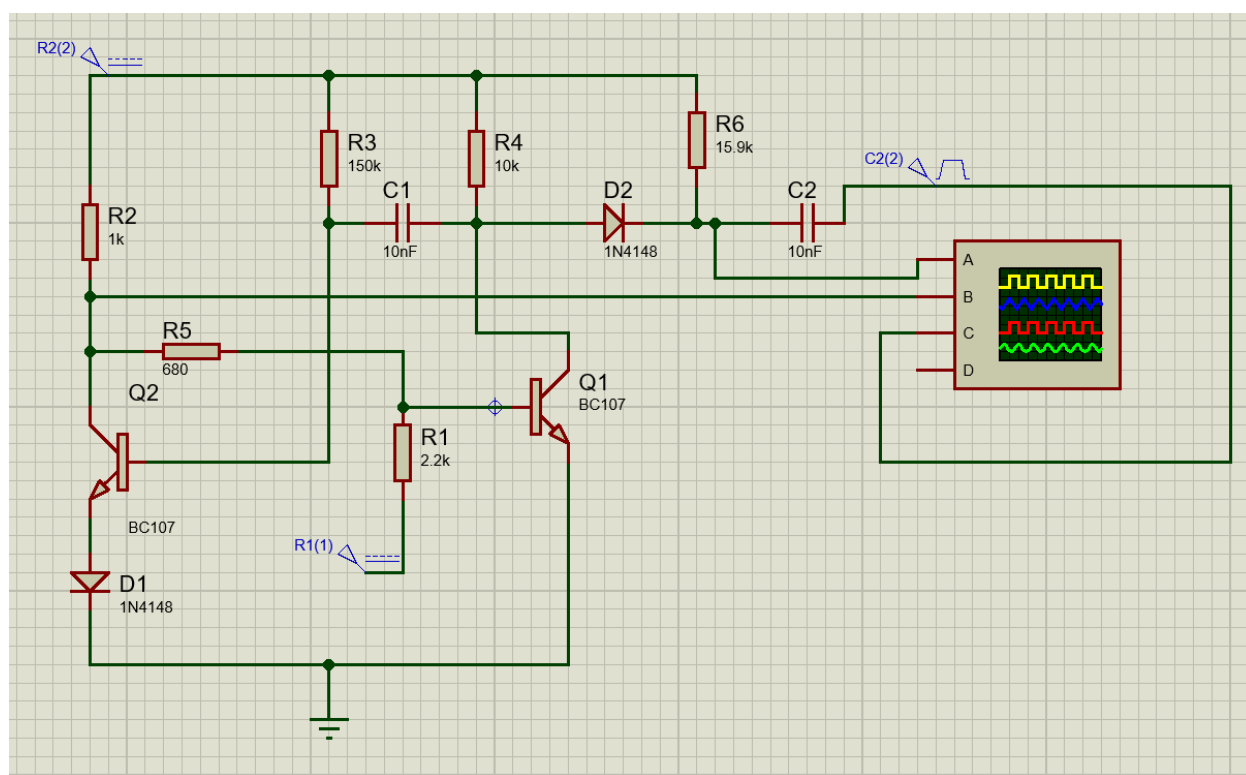 R2(2)
R3
150k
R4
10k
R6
15.9k
C2(2)
C1
10nF
D2
1N4148
C2
10nF
R2
1k
A
B
C
D
R5
680
Q2
Q1
BC107
R1
2.2k
BC107
R1(1)
D1
1N4148